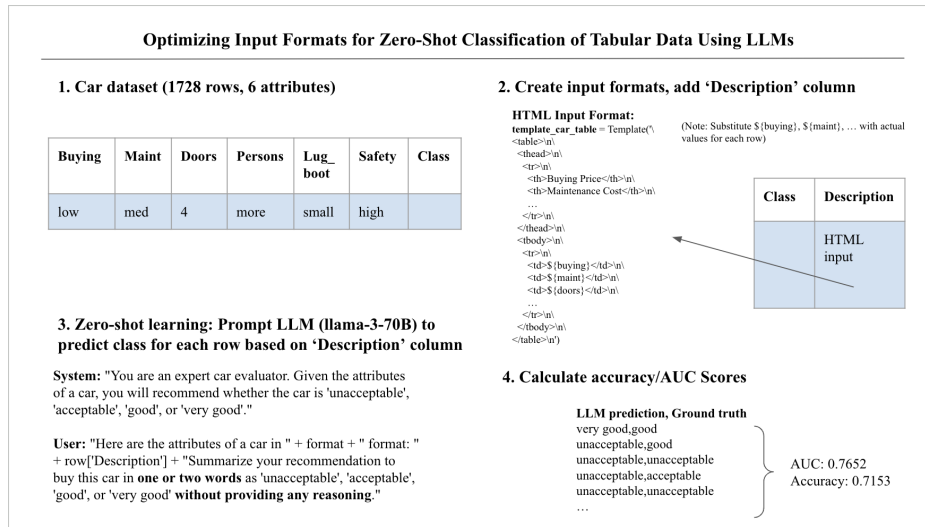 Optimizing Input Formats for Zero-Shot Classification of Tabular Data Using LLMs
1. Car dataset (1728 rows, 6 attributes)
Buying Maint Doors Persons Lug_ Safety Class
boot
low med 4 more small high
2. Create input formats, add ‘Description’ column
HTML Input Format:
template_car_table = Template('\
<table>\n\
<thead>\n\
<tr>\n\
<th>Buying Price</th>\n\
<th>Maintenance Cost</th>\n\
…
</tr>\n\
</thead>\n\
<tbody>\n\
<tr>\n\
<td>${buying}</td>\n\
<td>${maint}</td>\n\
<td>${doors}</td>\n\
…
</tr>\n\
</tbody>\n\
</table>\n')
(Note: Substitute ${buying}, ${maint}, … with actual
values for each row)
Class Description
HTML
input
3. Zero-shot learning: Prompt LLM (llama-3-70B) to
predict class for each row based on ‘Description’ column
System: "You are an expert car evaluator. Given the attributes
of a car, you will recommend whether the car is 'unacceptable',
'acceptable', 'good', or 'very good'."
User: "Here are the attributes of a car in " + format + " format: "
+ row['Description'] + "Summarize your recommendation to
buy this car in one or two words as 'unacceptable', 'acceptable',
'good', or 'very good' without providing any reasoning."
4. Calculate accuracy/AUC Scores
LLM prediction, Ground truth
very good,good
unacceptable,good
unacceptable,unacceptable
unacceptable,acceptable
unacceptable,unacceptable
…
AUC: 0.7652
Accuracy: 0.7153